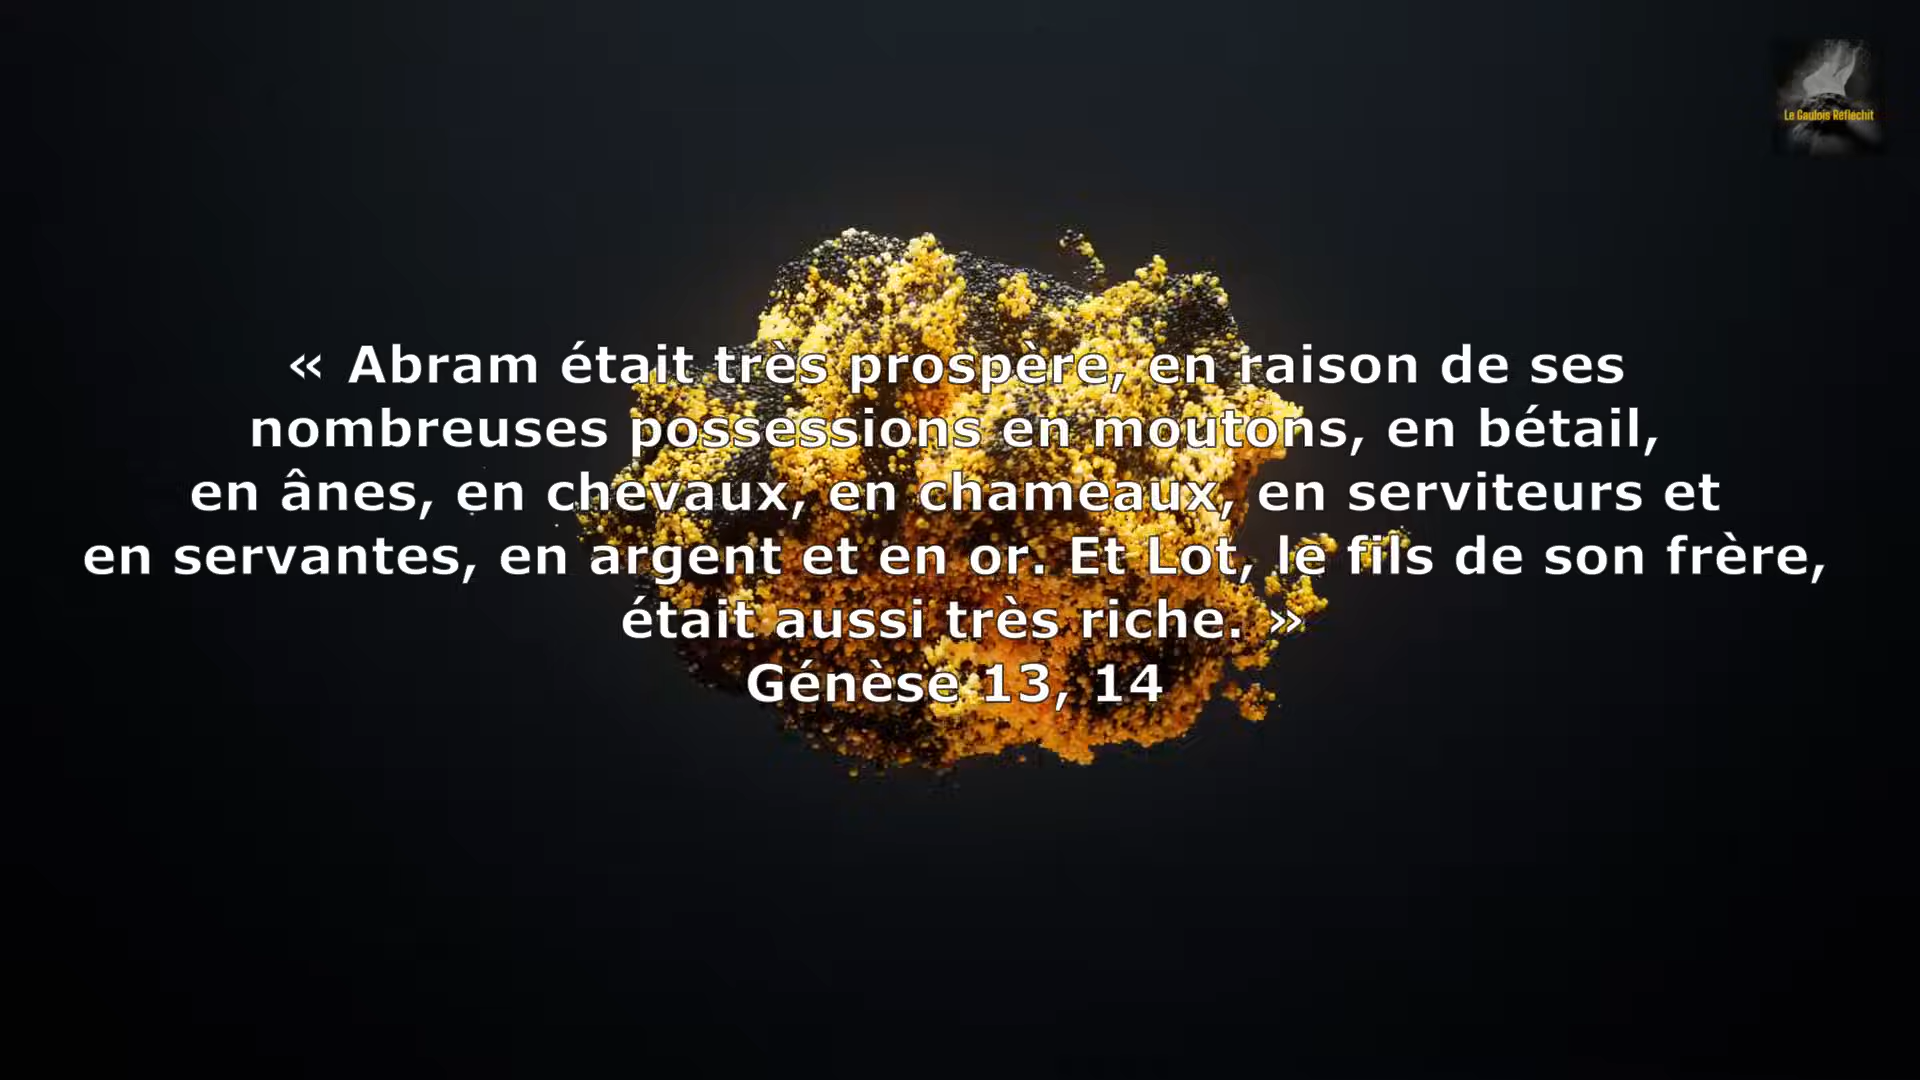 Le Gaulois Réfléchit
« Abram était très prospère, en raison de ses
nombreuses possessions en moutons, en bétail,
en ânes, en chevaux, en chameaux, en serviteurs et
en servantes, en argent et en or. Et Lot, le fils de son frère,
était aussi très riche. »
Génèse 13, 14